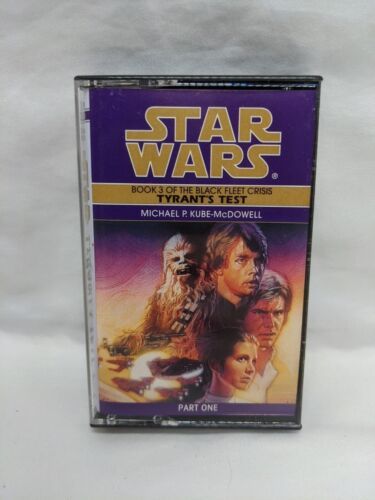 STAR
WARS®
BOOK 3 OF THE BLACK FLEET CRISIS
TYRANT'S TEST
MICHAEL P. KUBE-McDOWELL
PART ONE